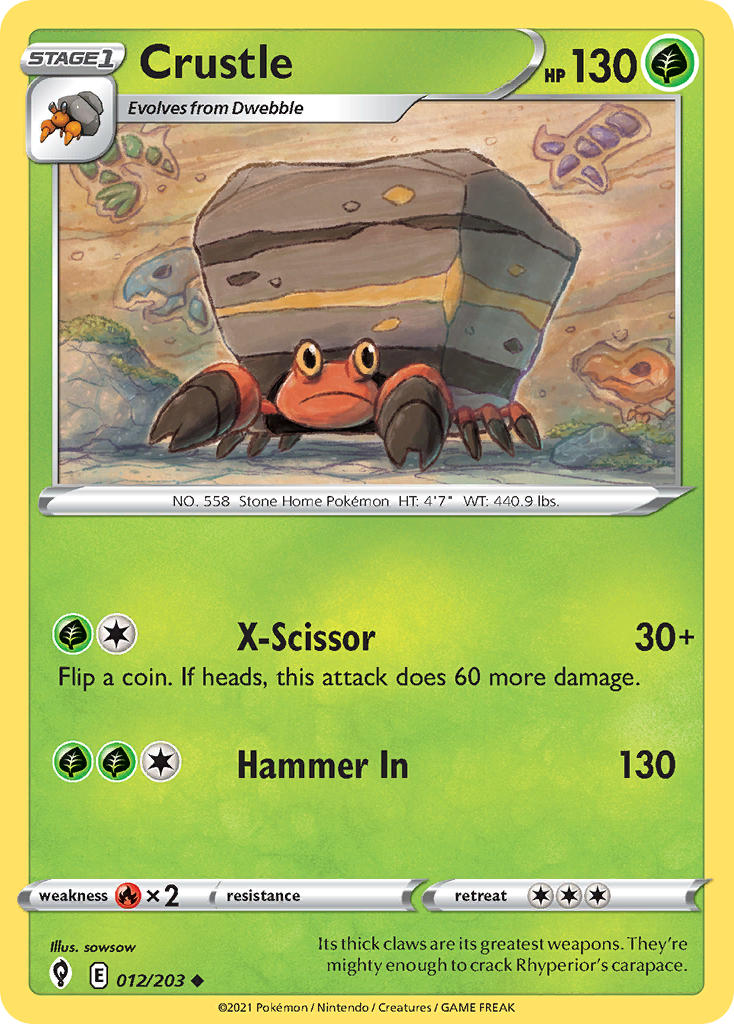 STAGE 1
Crustle
HP 130
Evolves from Dwebble
NO. 558 Stone Home Pokémon HT: 4'7" WT: 440.9 lbs.
X-Scissor 30+
Flip a coin. If heads, this attack does 60 more damage.
Hammer In 130
weakness ×2 resistance retreat
Illus. sowsow
Its thick claws are its greatest weapons. They're
mighty enough to crack Rhyperior's carapace.
E 012/203
©2021 Pokémon / Nintendo / Creatures / GAME FREAK